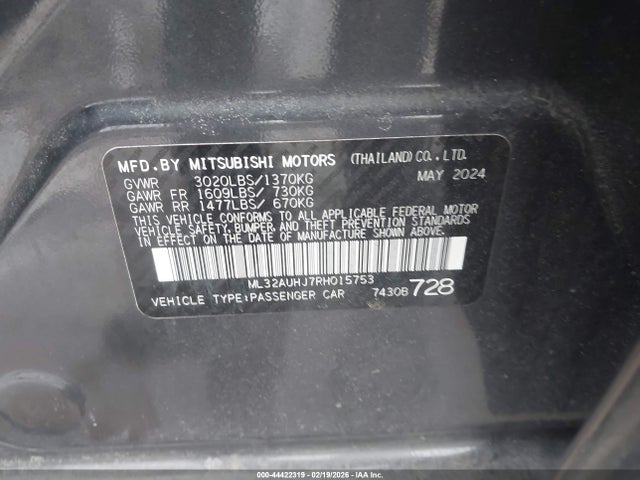 MFD.BY MITSUBISHI MOTORS (THAILAND)CO.,LTD.
GVWR 3020LBS/1370KG MAY 2024
GAWR FR 1609LBS/ 730KG
GAWR RR 1477LBS/ 670KG
THIS VEHICLE CONFORMS TO ALL APPLICABLE FEDERAL MOTOR
VEHICLE SAFETY,BUMPER,AND THEFT PREVENTION STANDARDS
IN EFFECT ON THE DATE OF MANUFACTURE SHOWN ABOVE.
ML32AUHJ7RH015753
VEHICLE TYPE:PASSENGER CAR 7430B 728
000-44422319 | 02/19/2026 | IAAI.COM